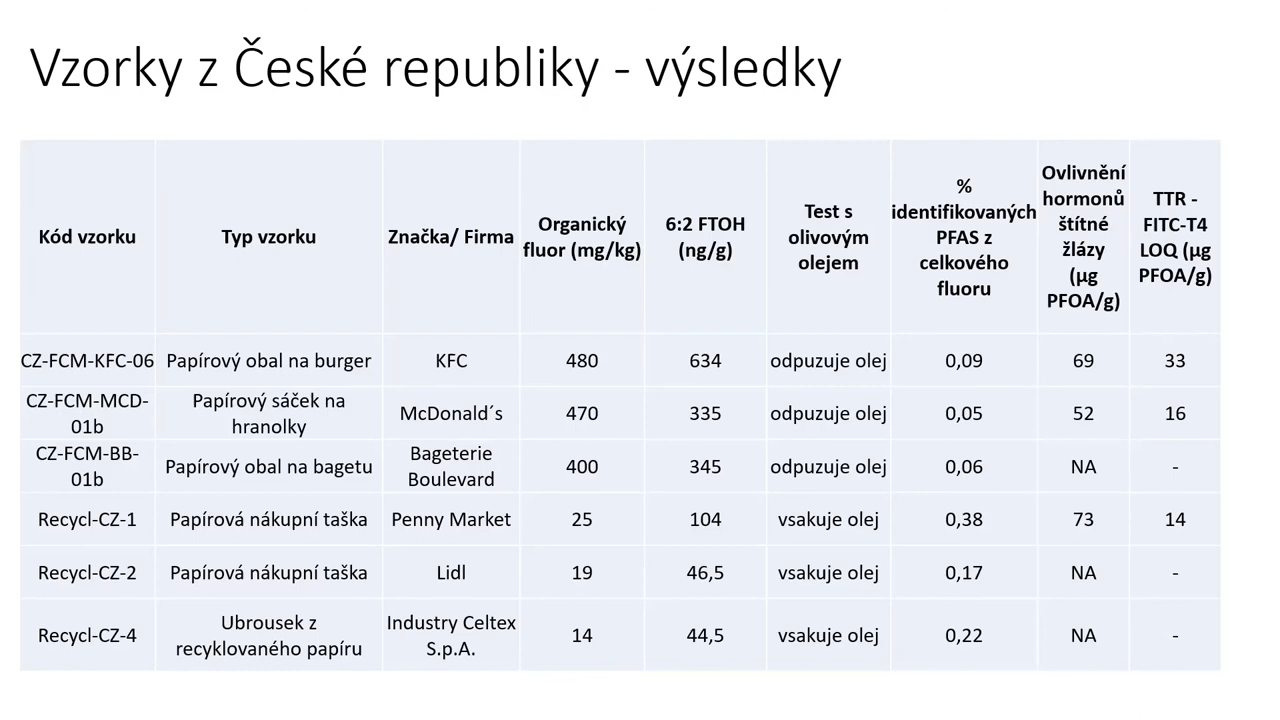 Vzorky z České republiky - výsledky
Kód vzorku
Typ vzorku
Značka/ Firma
Organický
fluor (mg/kg)
6:2 FTOH
(ng/g)
Test s
olivovým
olejem
%
identifikovaných
PFAS z
celkového
fluoru
Ovlivnění
hormonů
štítné
žlázy
(µg
PFOA/g)
TTR -
FITC-T4
LOQ (µg
PFOA/g)
CZ-FCM-KFC-06
Papírový obal na burger
KFC
480
634
odpuzuje olej
0,09
69
33
CZ-FCM-MCD-
01b
Papírový sáček na
hranolky
McDonald´s
470
335
odpuzuje olej
0,05
52
16
CZ-FCM-BB-
01b
Papírový obal na bagetu
Bageterie
Boulevard
400
345
odpuzuje olej
0,06
NA
-
Recycl-CZ-1
Papírová nákupní taška
Penny Market
25
104
vsakuje olej
0,38
73
14
Recycl-CZ-2
Papírová nákupní taška
Lidl
19
46,5
vsakuje olej
0,17
NA
-
Recycl-CZ-4
Ubrousek z
recyklovaného papíru
Industry Celtex
S.p.A.
14
44,5
vsakuje olej
0,22
NA
-